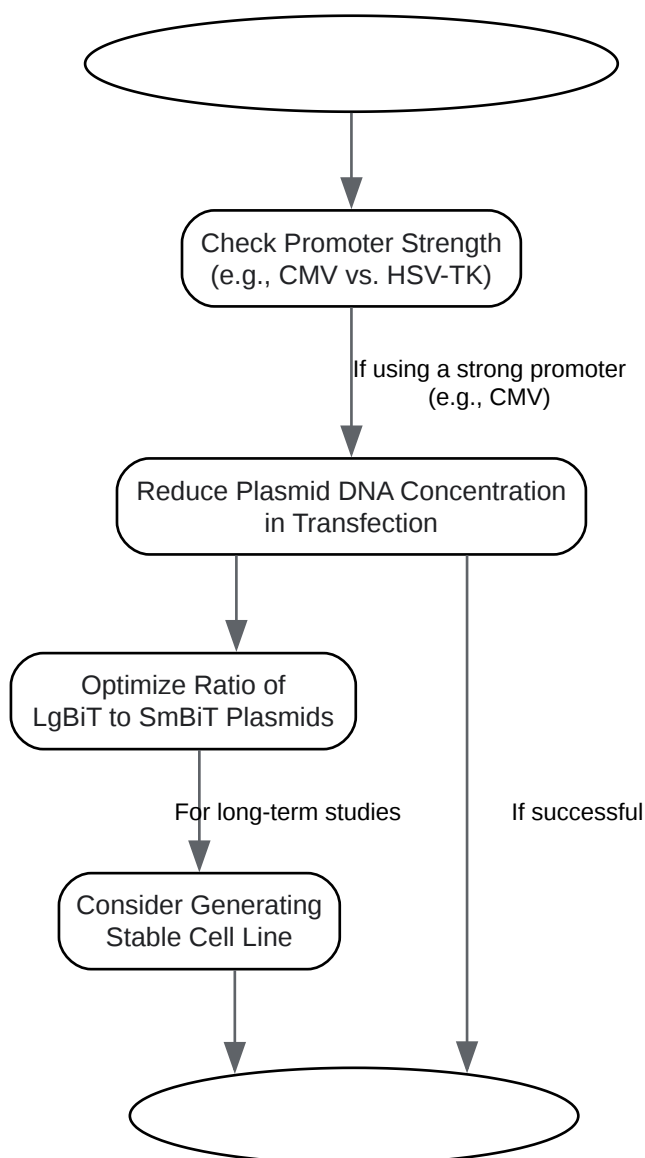 Check Promoter Strength
(e.g., CMV vs. HSV-TK)
If using a strong promoter
(e.g., CMV)
Reduce Plasmid DNA Concentration
in Transfection
Optimize Ratio of
LgBiT to SmBiT Plasmids
For long-term studies
If successful
Consider Generating
Stable Cell Line